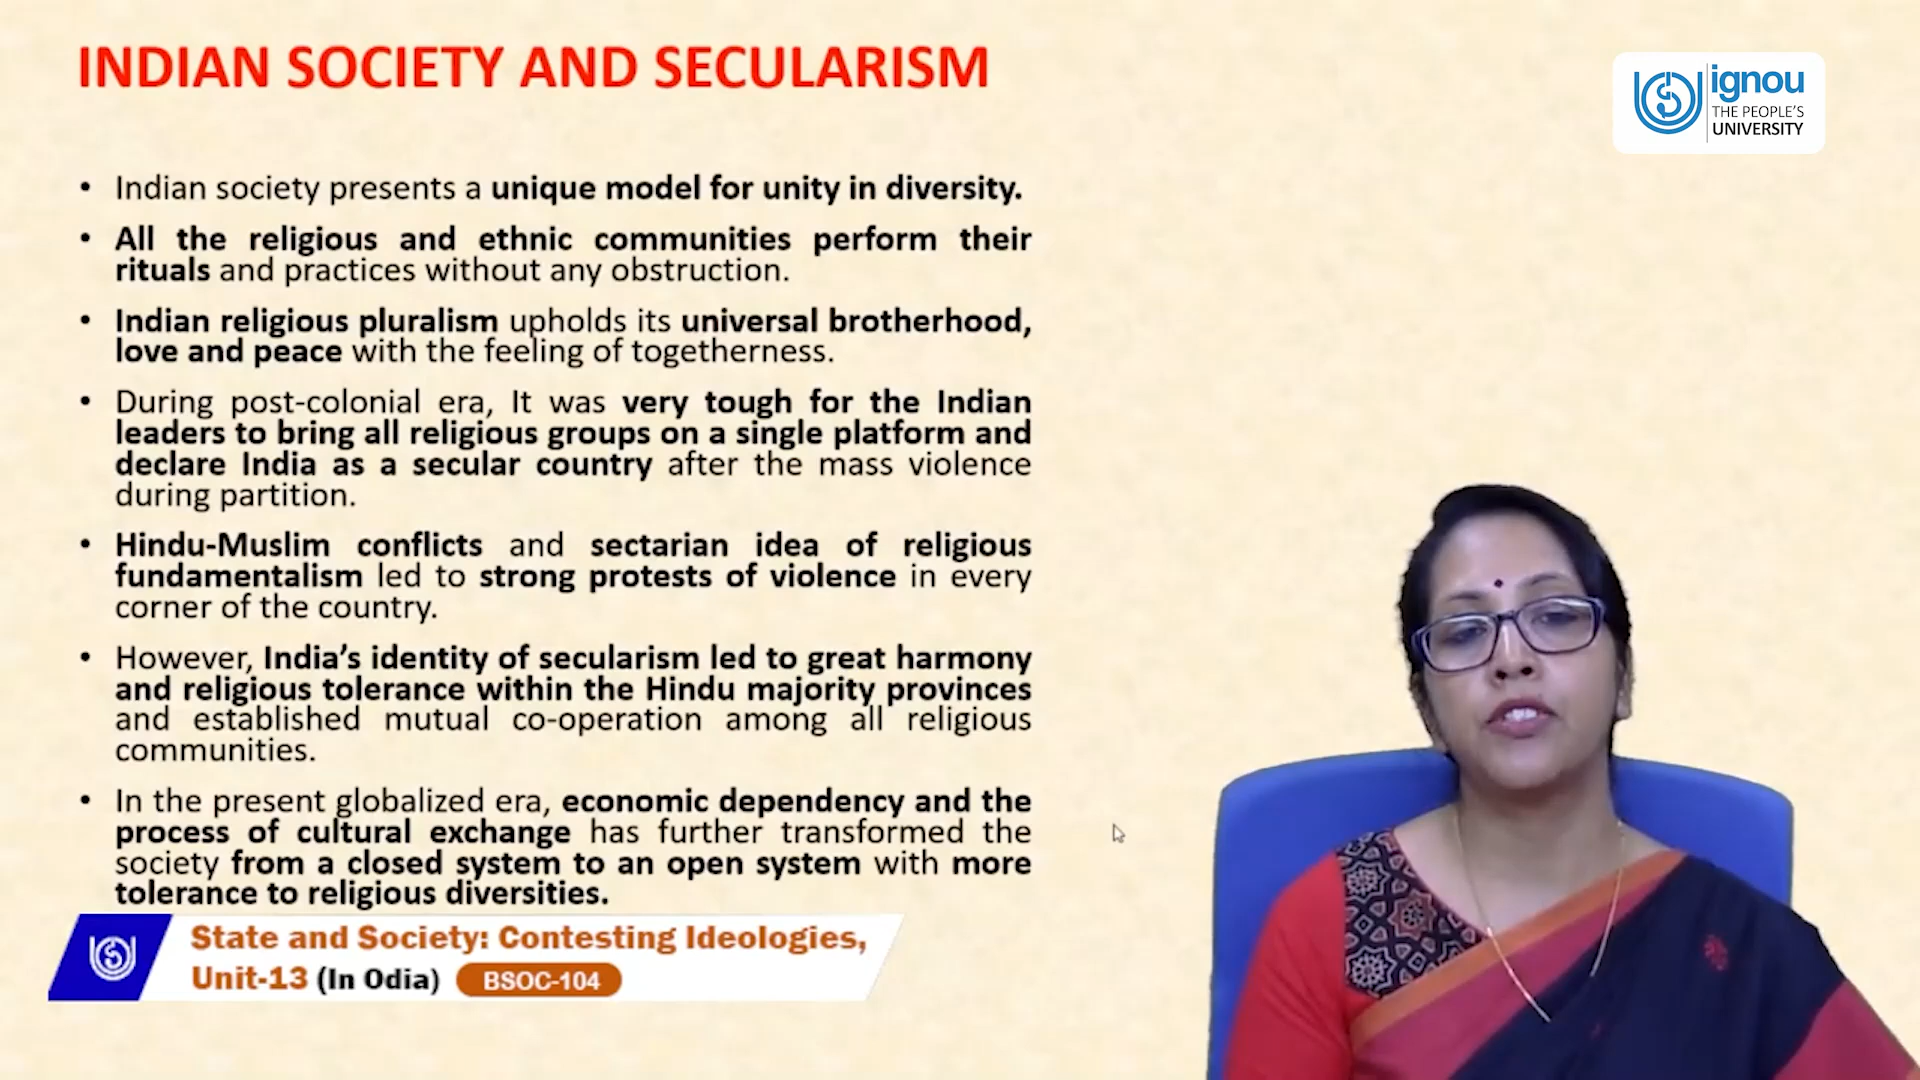 INDIAN SOCIETY AND SECULARISM
ignou
THE PEOPLE'S
UNIVERSITY
• Indian society presents a unique model for unity in diversity.
• All the religious and ethnic communities perform their
rituals and practices without any obstruction.
• Indian religious pluralism upholds its universal brotherhood,
love and peace with the feeling of togetherness.
• During post-colonial era, It was very tough for the Indian
leaders to bring all religious groups on a single platform and
declare India as a secular country after the mass violence
during partition.
• Hindu-Muslim conflicts and sectarian idea of religious
fundamentalism led to strong protests of violence in every
corner of the country.
• However, India's identity of secularism led to great harmony
and religious tolerance within the Hindu majority provinces
and established mutual co-operation among all religious
communities.
• In the present globalized era, economic dependency and the
process of cultural exchange has further transformed the
society from a closed system to an open system with more
tolerance to religious diversities.
State and Society: Contesting Ideologies,
Unit-13 (In Odia) BSOC-104